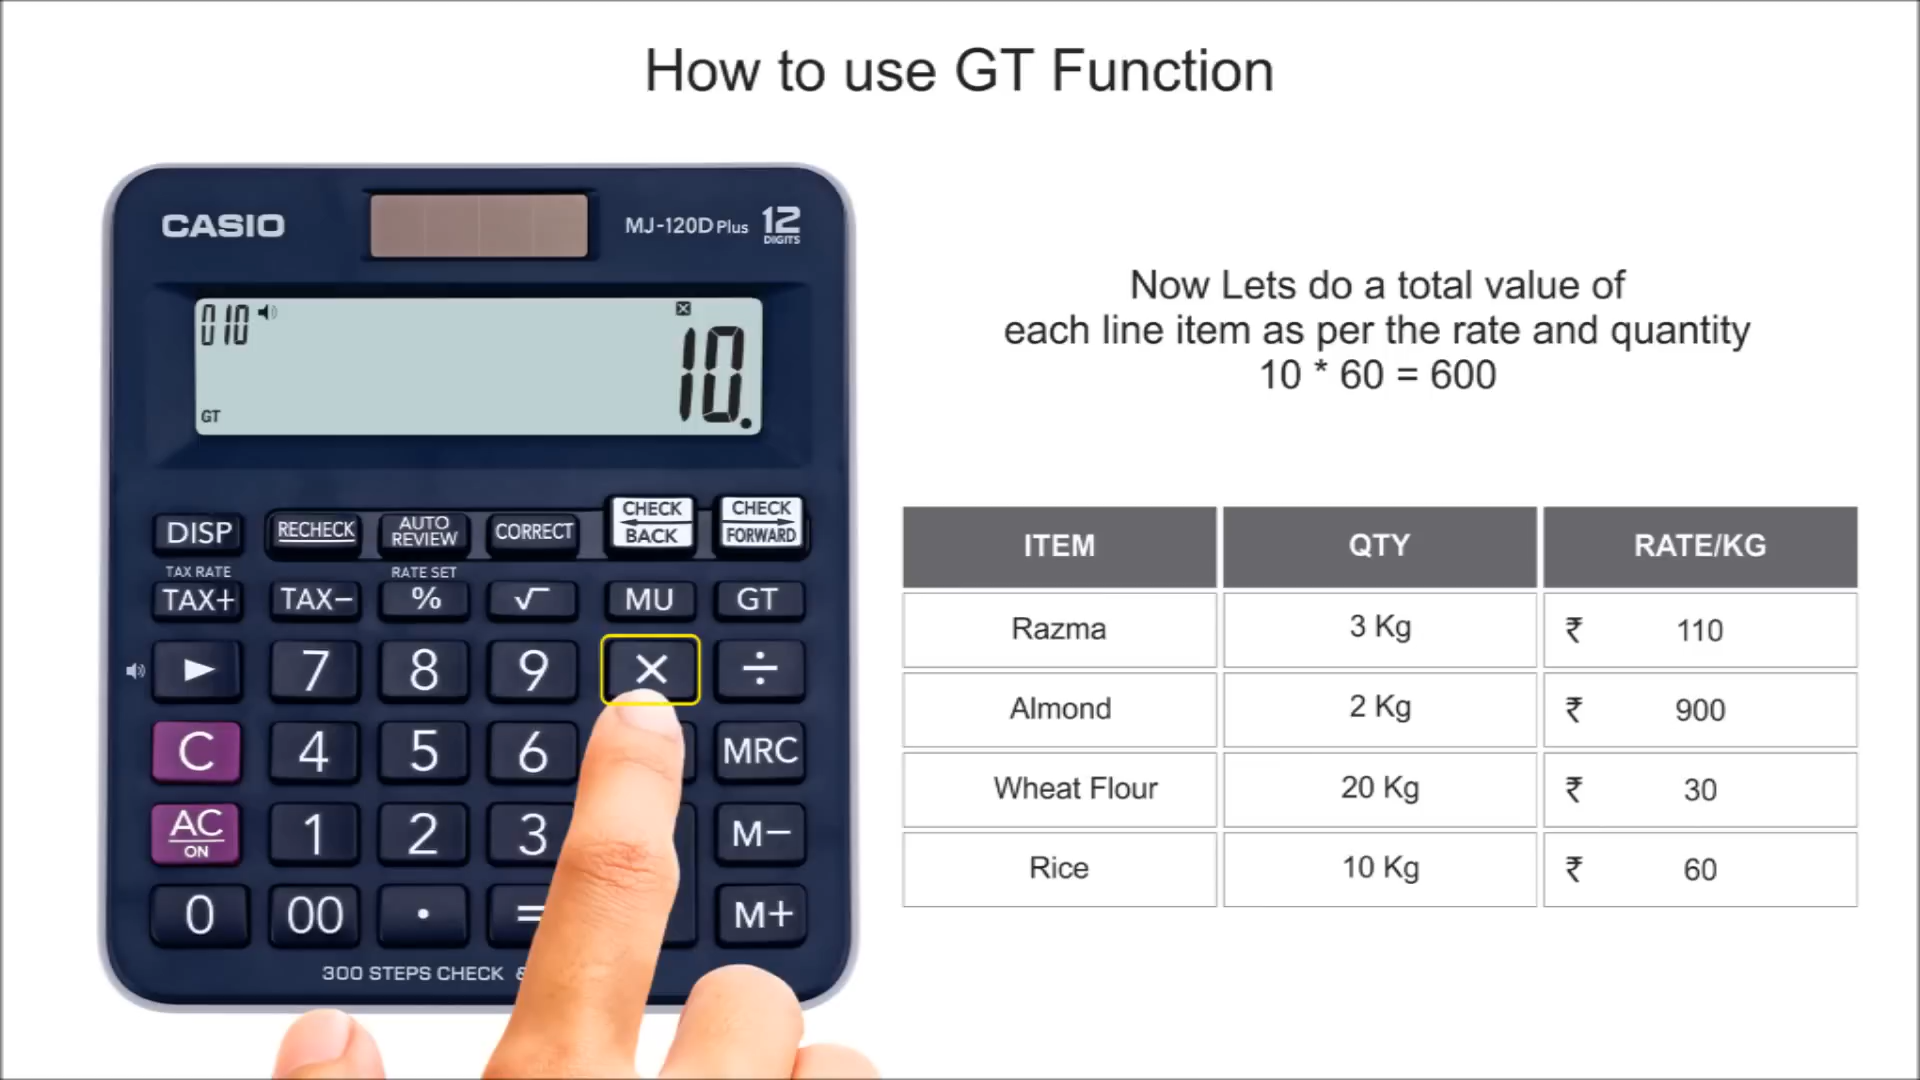 How to use GT Function
CASIO
MJ-120D Plus 12
DIGITS
010
10.
GT
Now Lets do a total value of
each line item as per the rate and quantity
10 * 60 = 600
DISP RECHECK AUTO REVIEW CORRECT CHECK BACK CHECK FORWARD
TAX RATE RATE SET
TAX+ TAX− % √ MU GT
▶ 7 8 9 × ÷
C 4 5 6 MRC
AC
ON
1 2 3 M−
0 00 · = M+
300 STEPS CHECK
ITEM QTY RATE/KG
Razma 3 Kg ₹ 110
Almond 2 Kg ₹ 900
Wheat Flour 20 Kg ₹ 30
Rice 10 Kg ₹ 60